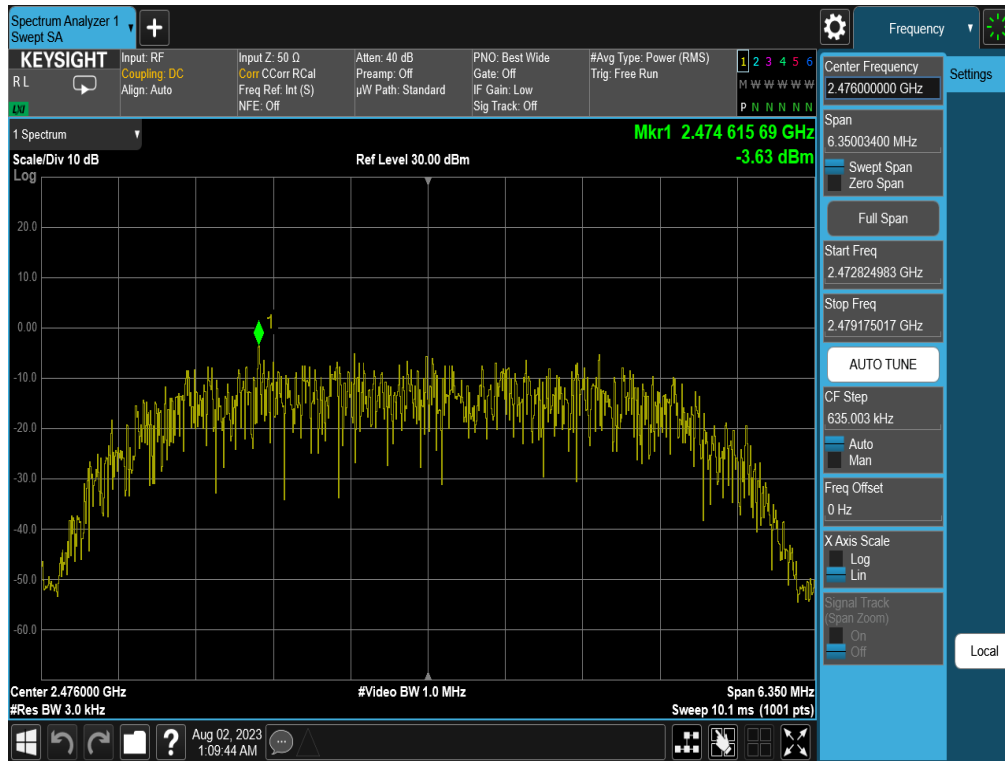 Spectrum Analyzer 1
Swept SA
Frequency
KEYSIGHT
R L
LXI
Input: RF
Coupling: DC
Align: Auto
Input Z: 50 Ω
Corr CCorr RCal
Freq Ref: Int (S)
NFE: Off
Atten: 40 dB
Preamp: Off
µW Path: Standard
PNO: Best Wide
Gate: Off
IF Gain: Low
Sig Track: Off
#Avg Type: Power (RMS)
Trig: Free Run
1 2 3 4 5 6
M W W W W W
P N N N N N
1 Spectrum
Scale/Div 10 dB
Log
Ref Level 30.00 dBm
Mkr1 2.474 615 69 GHz
-3.63 dBm
20.0
10.0
0.00
-10.0
-20.0
-30.0
-40.0
-50.0
-60.0
1
Center 2.476000 GHz
#Res BW 3.0 kHz
#Video BW 1.0 MHz
Span 6.350 MHz
Sweep 10.1 ms (1001 pts)
Center Frequency
2.476000000 GHz
Settings
Span
6.35003400 MHz
Swept Span
Zero Span
Full Span
Start Freq
2.472824983 GHz
Stop Freq
2.479175017 GHz
AUTO TUNE
CF Step
635.003 kHz
Auto
Man
Freq Offset
0 Hz
X Axis Scale
Log
Lin
Signal Track
(Span Zoom)
On
Off
Local
?
Aug 02, 2023
1:09:44 AM